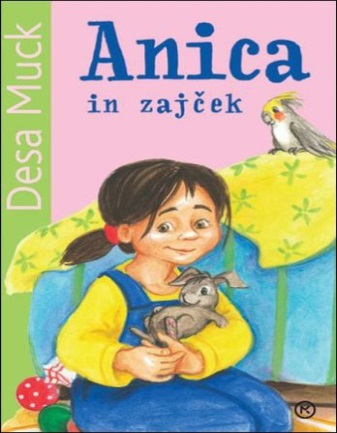 Desa Muck
Anica
in zajček